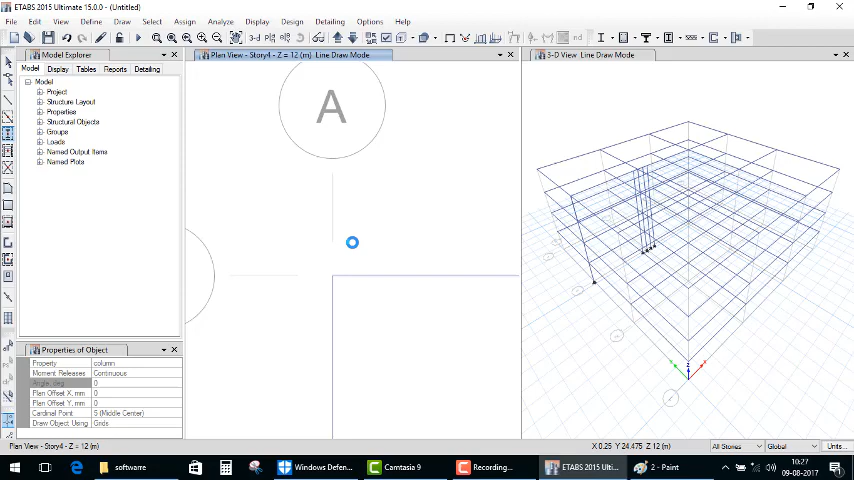 ETABS 2015 Ultimate 15.0.0 - (Untitled)
File Edit View Define Draw Select Assign Analyze Display Design Detailing Options Tools Help
3-d
nd
Model Explorer
Model Display Tables Reports Detailing
Model
Project
Structure Layout
Properties
Structural Objects
Groups
Loads
Named Output Items
Named Plots
Properties of Object
Property column
Moment Releases Continuous
Angle, deg 0
Plan Offset X, mm 0
Plan Offset Y, mm 0
Cardinal Point 5 (Middle Center)
Draw Object Using Grids
Plan View - Story4 - Z = 12 (m) Line Draw Mode
A
3-D View Line Draw Mode
Z
Plan View - Story4 - Z = 12 (m)
X 0.25 Y 24.475 Z 12 (m)
All Stories
Global
Units...
softwarre
Windows Defen...
Camtasia 9
Recording...
ETABS 2015 Ulti...
2 - Paint
10:27
09-08-2017